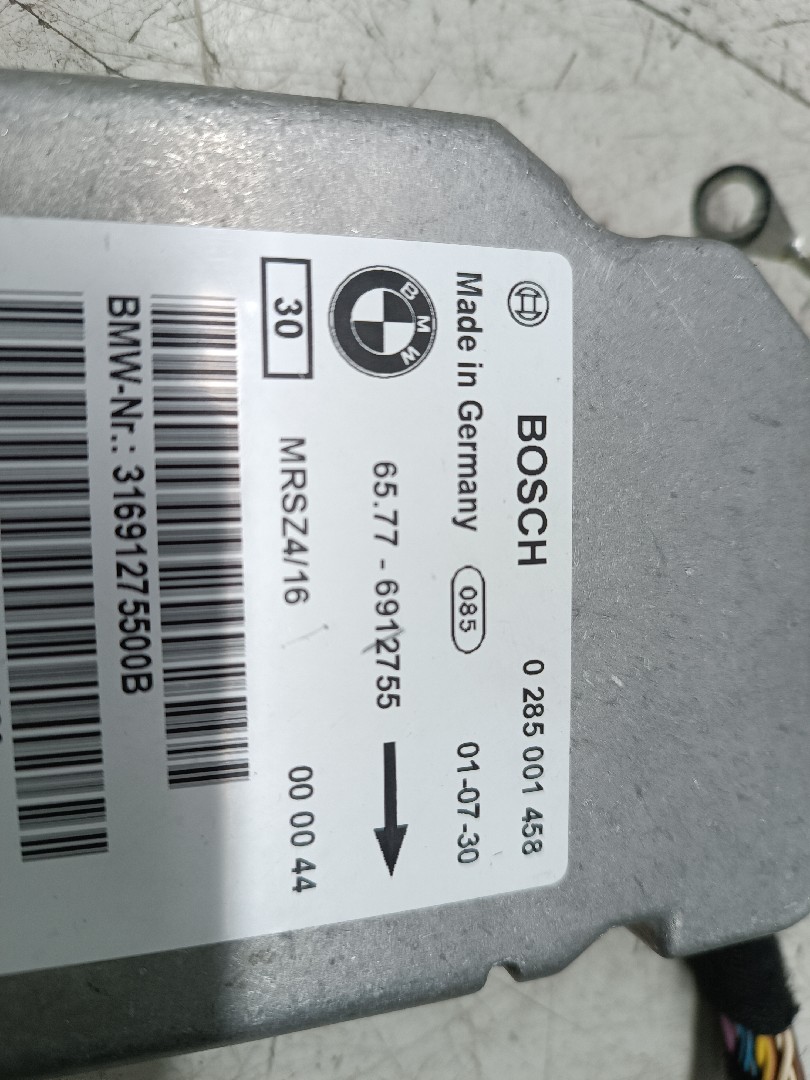 BOSCH 0 285 001 458
Made in Germany 085 01-07-30
BMW
65.77 - 6912755
30 MRSZ4/16 00 00 44
BMW-Nr.: 31691275500B